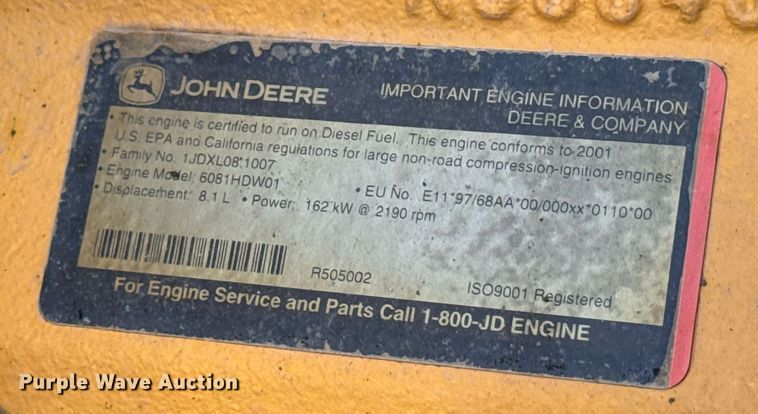 JOHN DEERE
IMPORTANT ENGINE INFORMATION
DEERE & COMPANY
• This engine is certified to run on Diesel Fuel. This engine conforms to 2001
U.S. EPA and California regulations for large non-road compression-ignition engines
• Family No. 1JDXL08.1007
• Engine Model: 6081HDW01
• EU No. E11*97/68AA*00/000xx*0110*00
• Displacement 8.1 L • Power: 162 kW @ 2190 rpm
R505002
ISO9001 Registered
For Engine Service and Parts Call 1-800-JD ENGINE
Purple Wave Auction